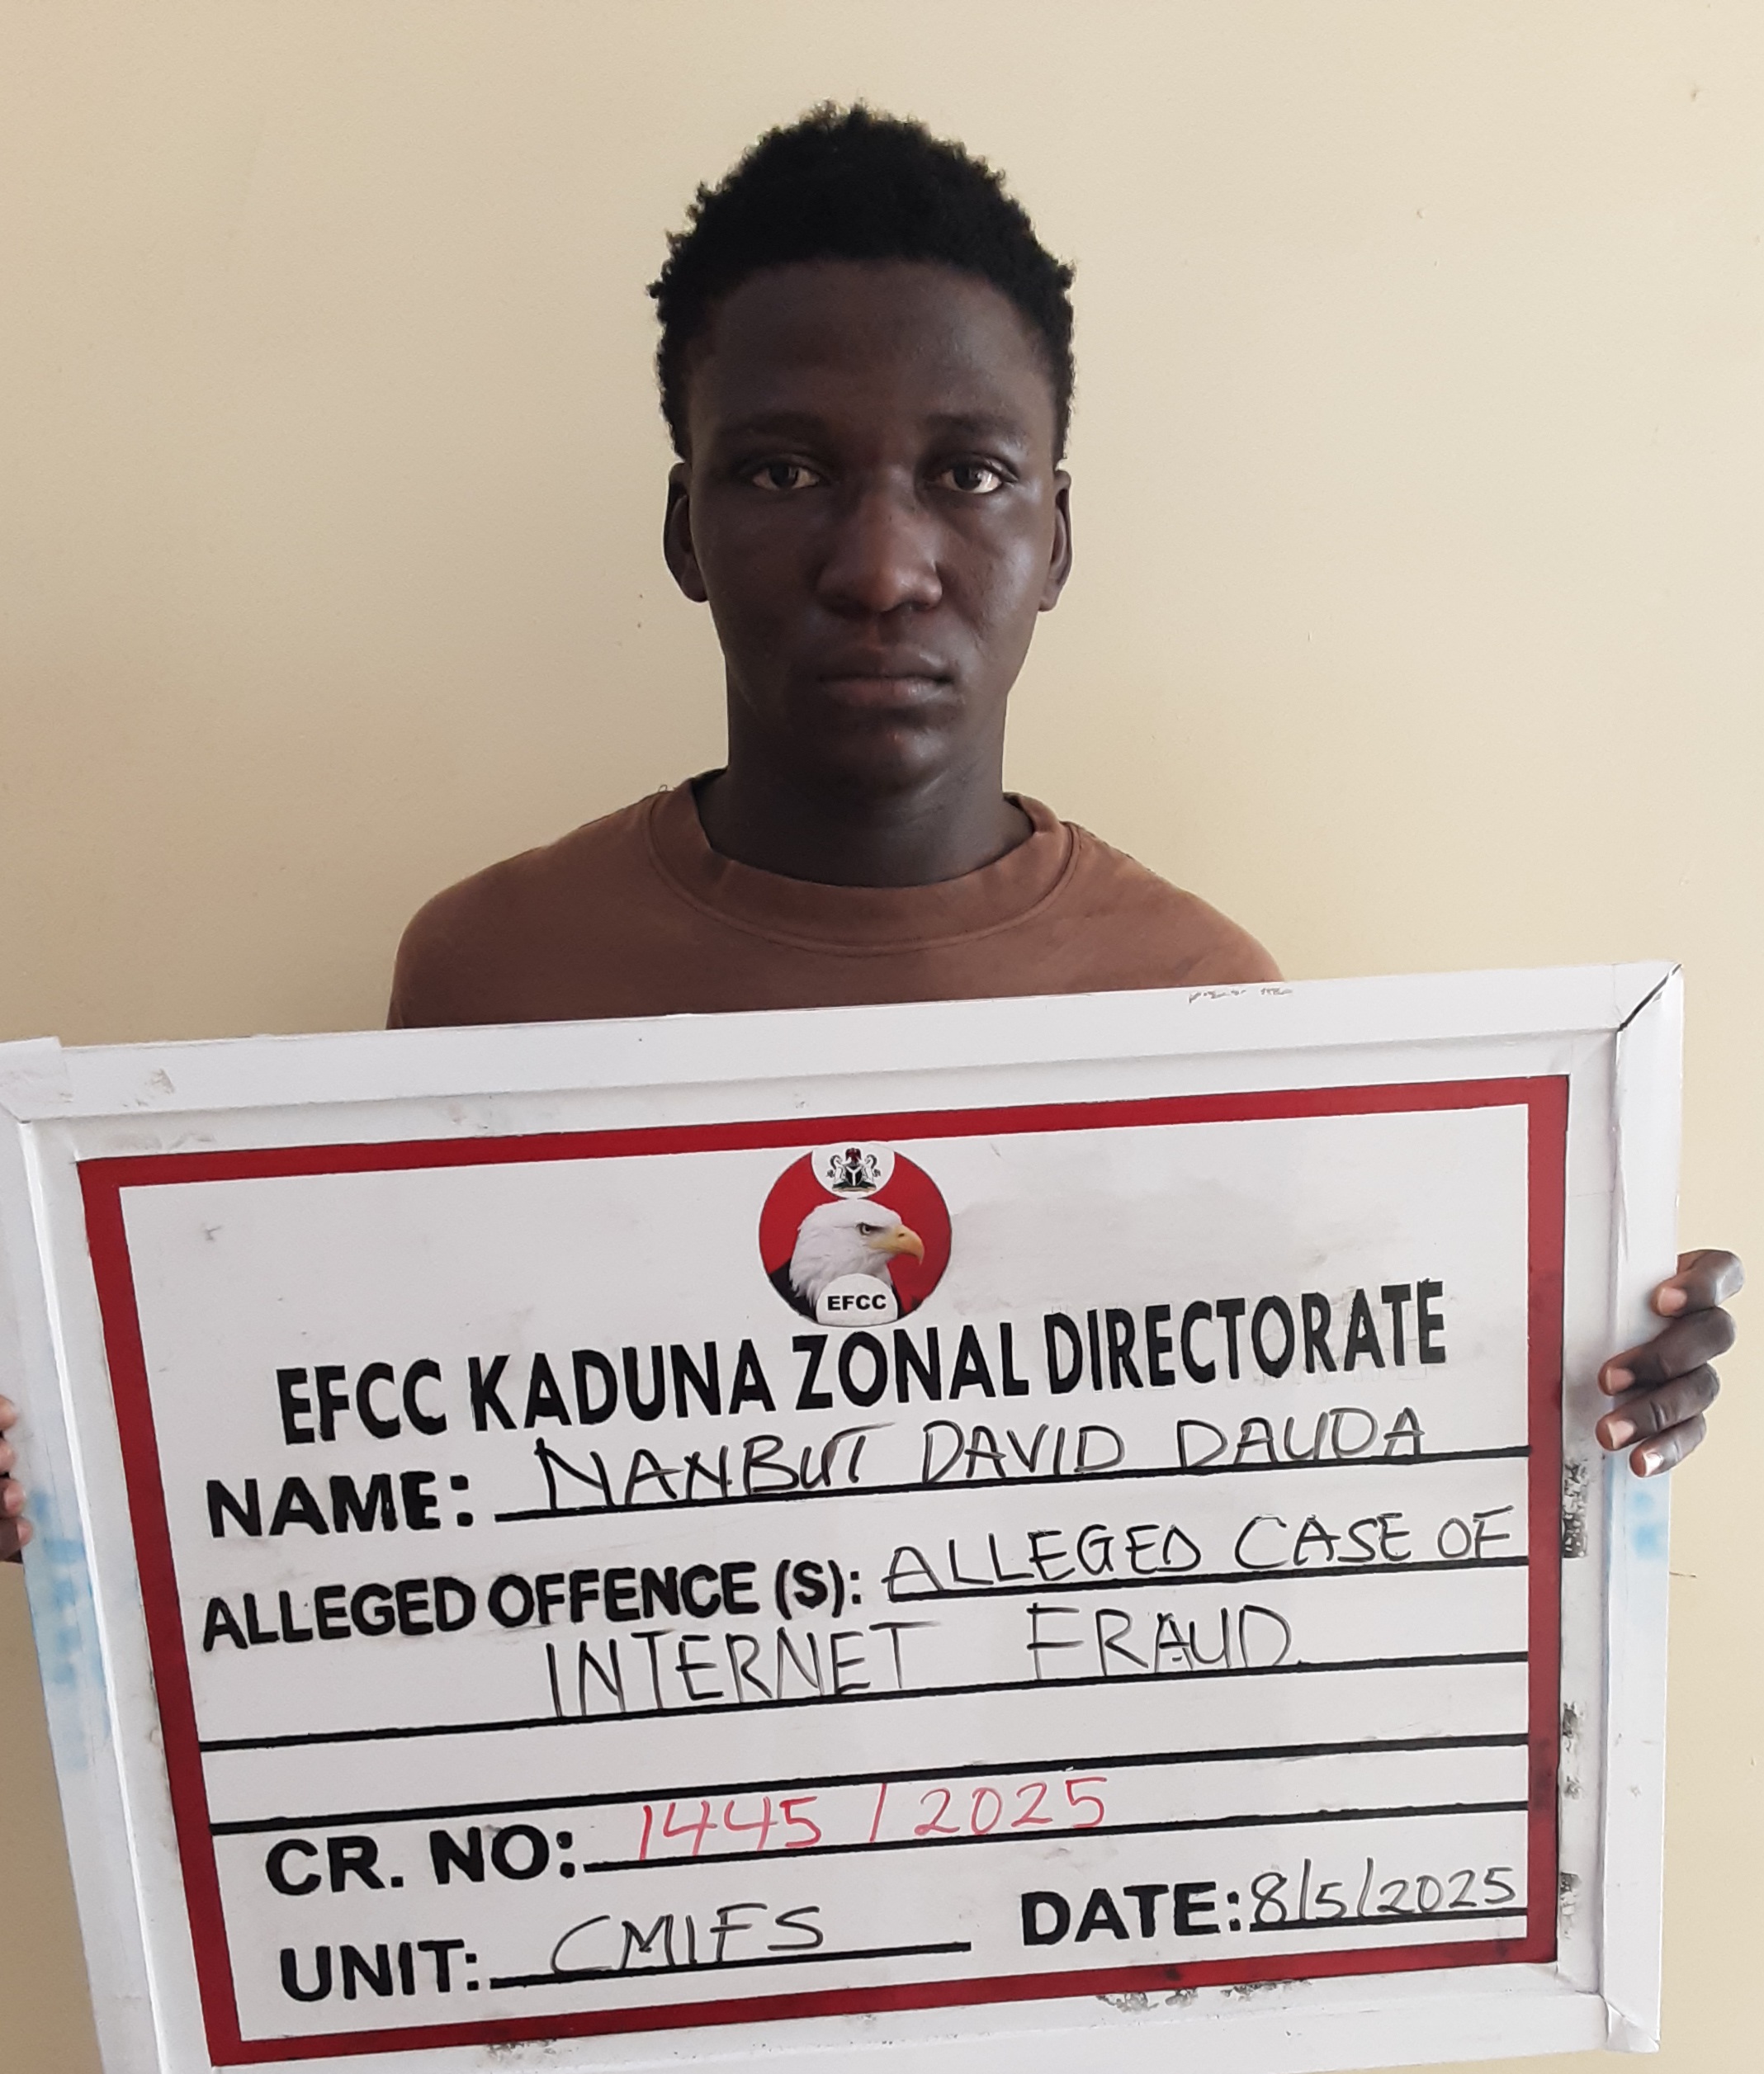 EFCC
EFCC KADUNA ZONAL DIRECTORATE
NAME: NANBUT DAVID DAUDA
ALLEGED OFFENCE (S): ALLEGED CASE OF
INTERNET FRAUD.
CR. NO: 1445/2025
UNIT: CMIFS DATE: 8/5/2025